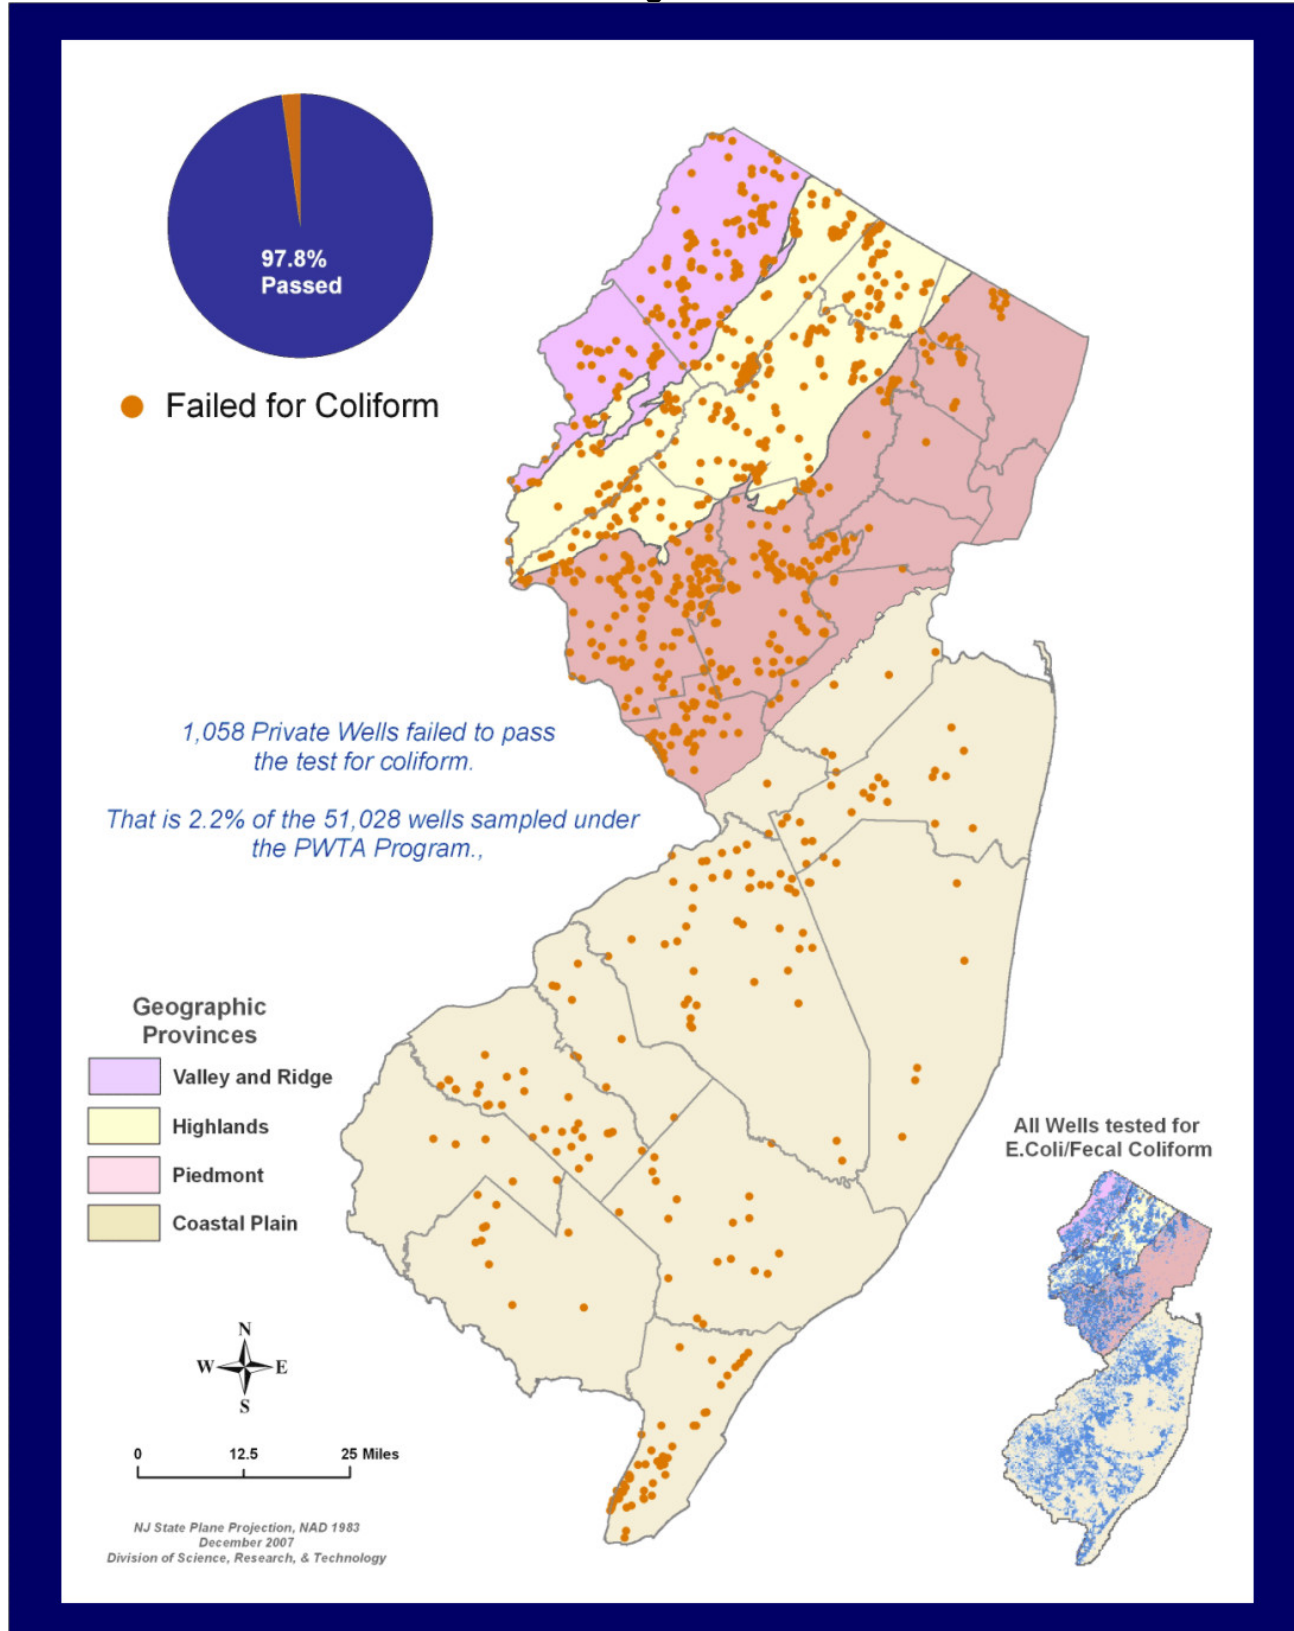 97.8%
Passed
Failed for Coliform
1,058 Private Wells failed to pass
the test for coliform.
That is 2.2% of the 51,028 wells sampled under
the PWTA Program.,
Geographic
Provinces
Valley and Ridge
Highlands
Piedmont
Coastal Plain
All Wells tested for
E.Coli/Fecal Coliform
N
W E
S
0 12.5 25 Miles
NJ State Plane Projection, NAD 1983
December 2007
Division of Science, Research, & Technology